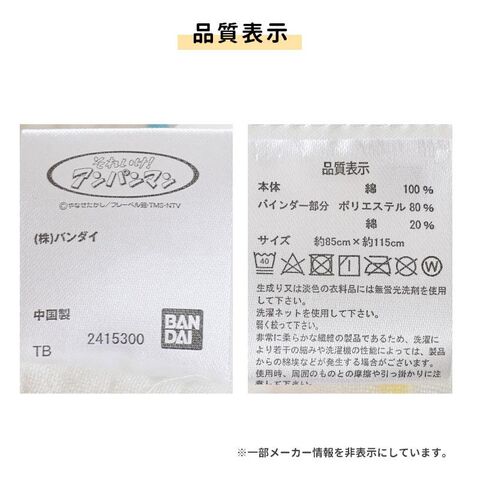 品質表示
それいけ!
アンパンマン
©やなせたかし/フレーベル館・TMS・NTV
(株)バンダイ
中国製
TB 2415300
BAN
DAI
品質表示
本体 綿 100%
バインダー部分 ポリエステル 80%
綿 20%
サイズ 約85cm×約115cm
40
W
生成り又は淡色の衣料品には無蛍光洗剤を使用
して下さい。
洗濯ネットを使用して下さい。
弱く絞って下さい。
非常に柔らかな繊維の製品であるため、洗濯
により若干の縮みや洗濯機の性能によっては、製品
からの綿埃などが発生する場合がございます。
使用時、周囲のものとの摩擦や引っ掛かりに注
意して下さい
※一部メーカー情報を非表示にしています。